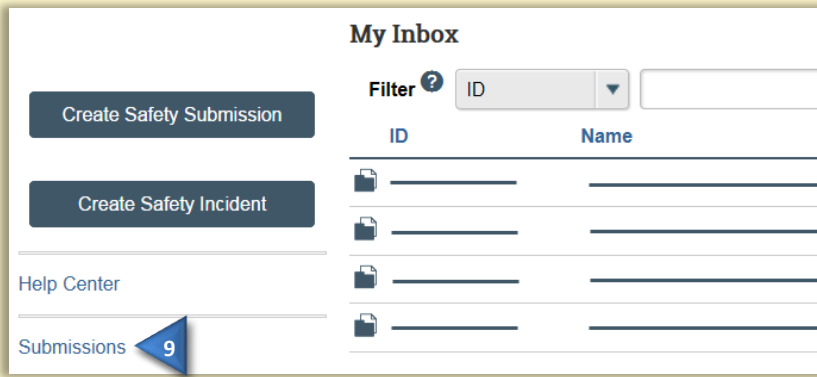 My Inbox
Filter ? ID
Create Safety Submission
ID Name
Create Safety Incident
Help Center
Submissions 9